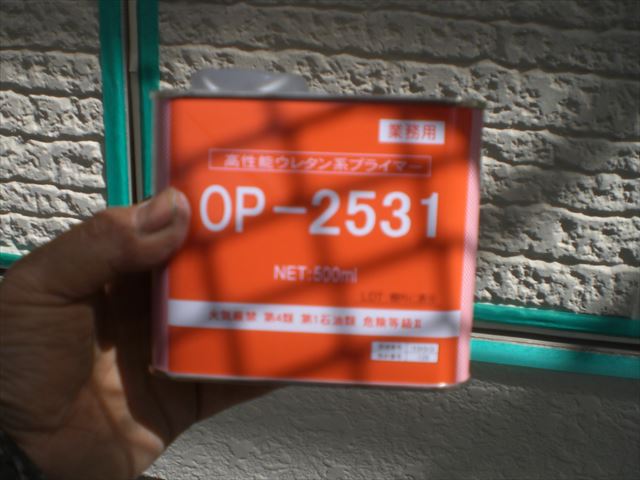 業務用
高性能ウレタン系プライマー
OP-2531
NET:500ml
火気厳禁 第4類 第1石油類 危険等級Ⅱ